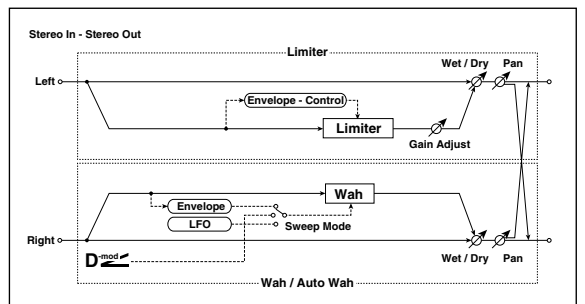 Stereo In - Stereo Out
Limiter
Wet / Dry Pan
Left
Envelope - Control
Limiter
Gain Adjust
Wah
Envelope
LFO
Sweep Mode
Right
D-mod
Wet / Dry Pan
Wah / Auto Wah